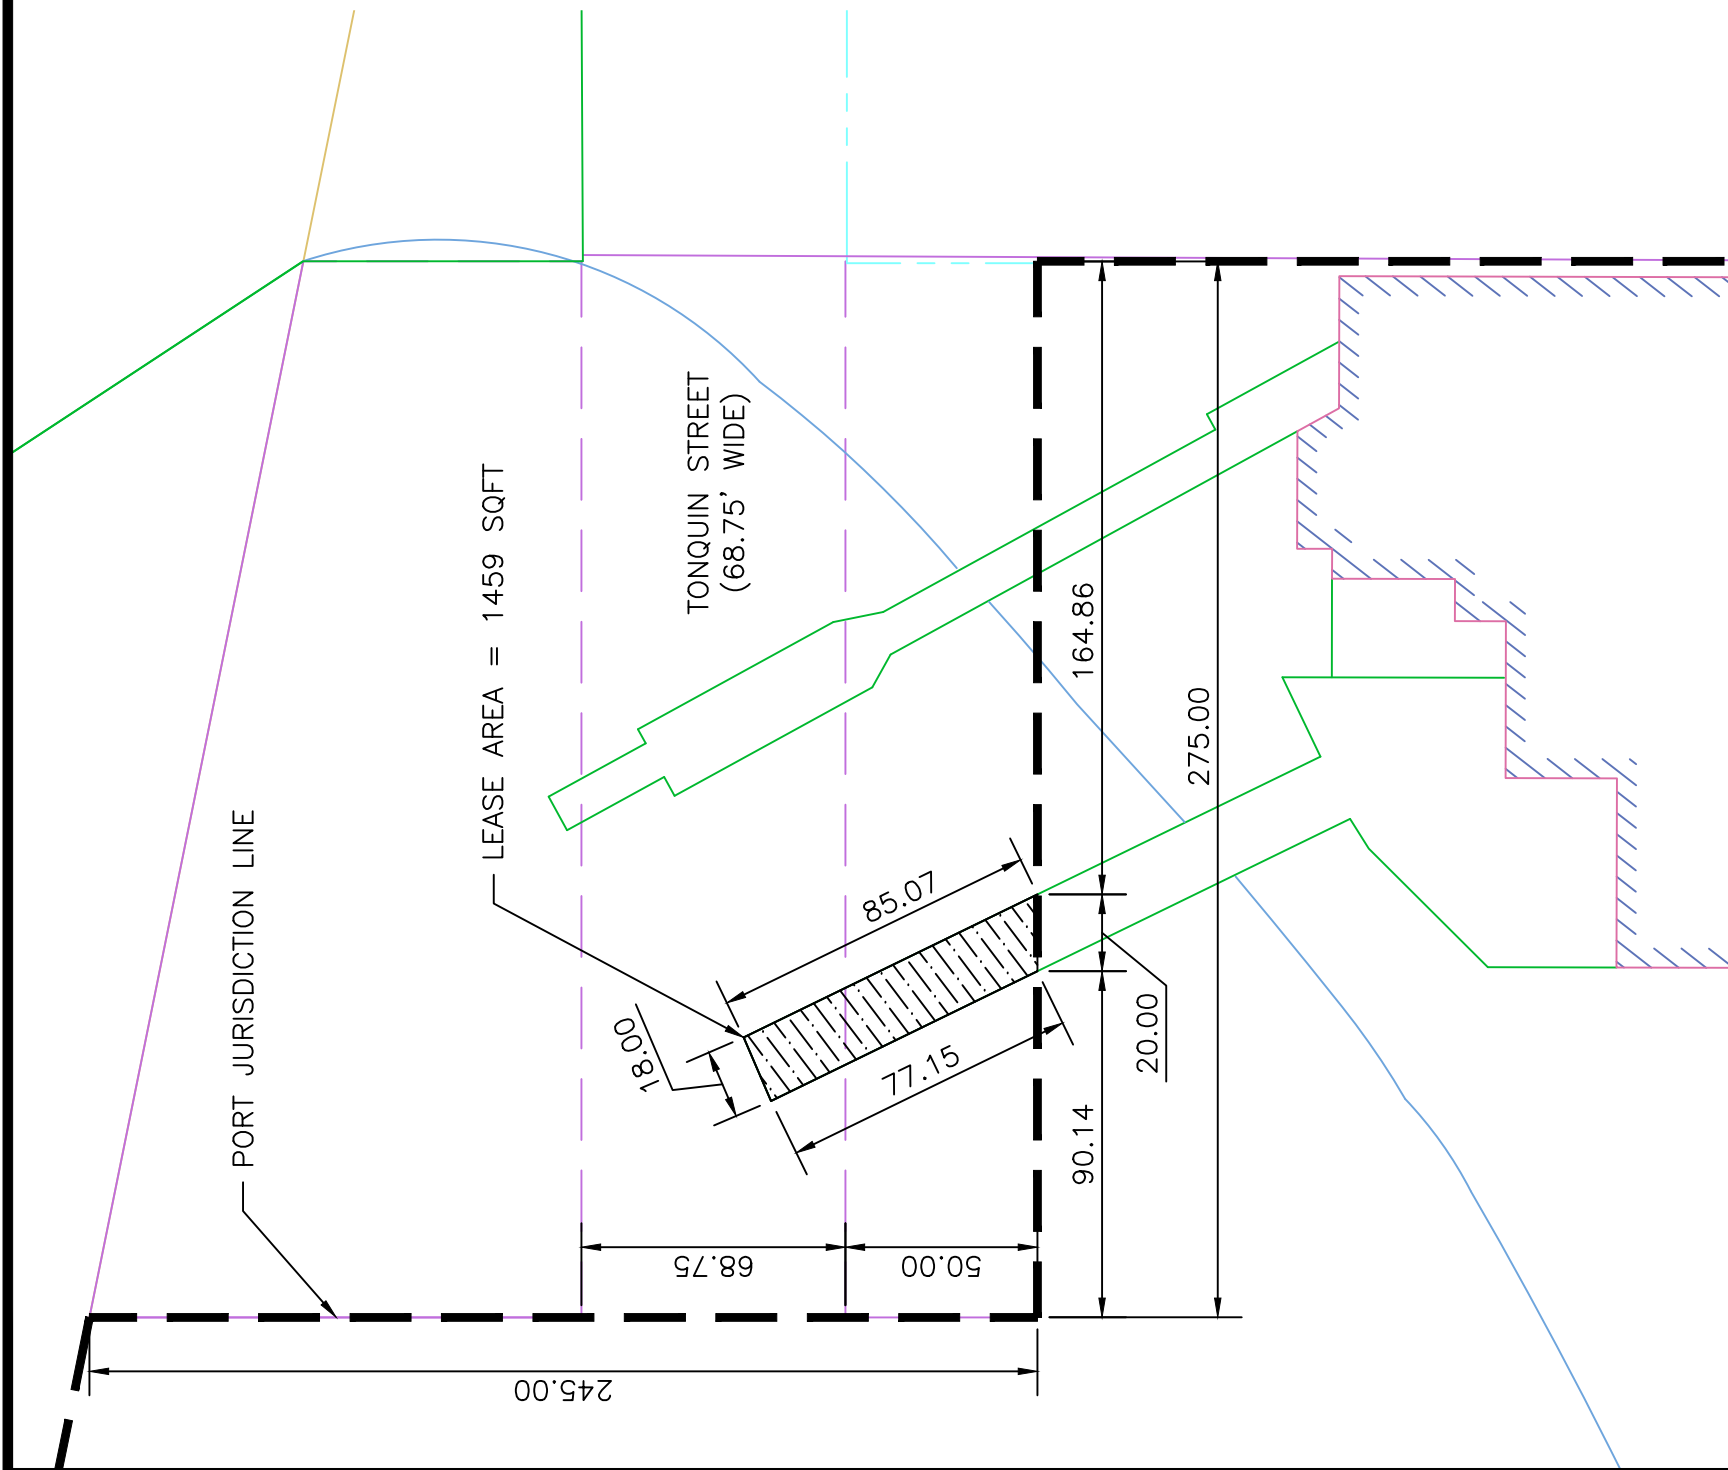 PORT JURISDICTION LINE
LEASE AREA = 1459 SQFT
TONQUIN STREET
(68.75' WIDE)
18.00
85.07
77.15
164.86
275.00
20.00
90.14
68.75
50.00
245.00